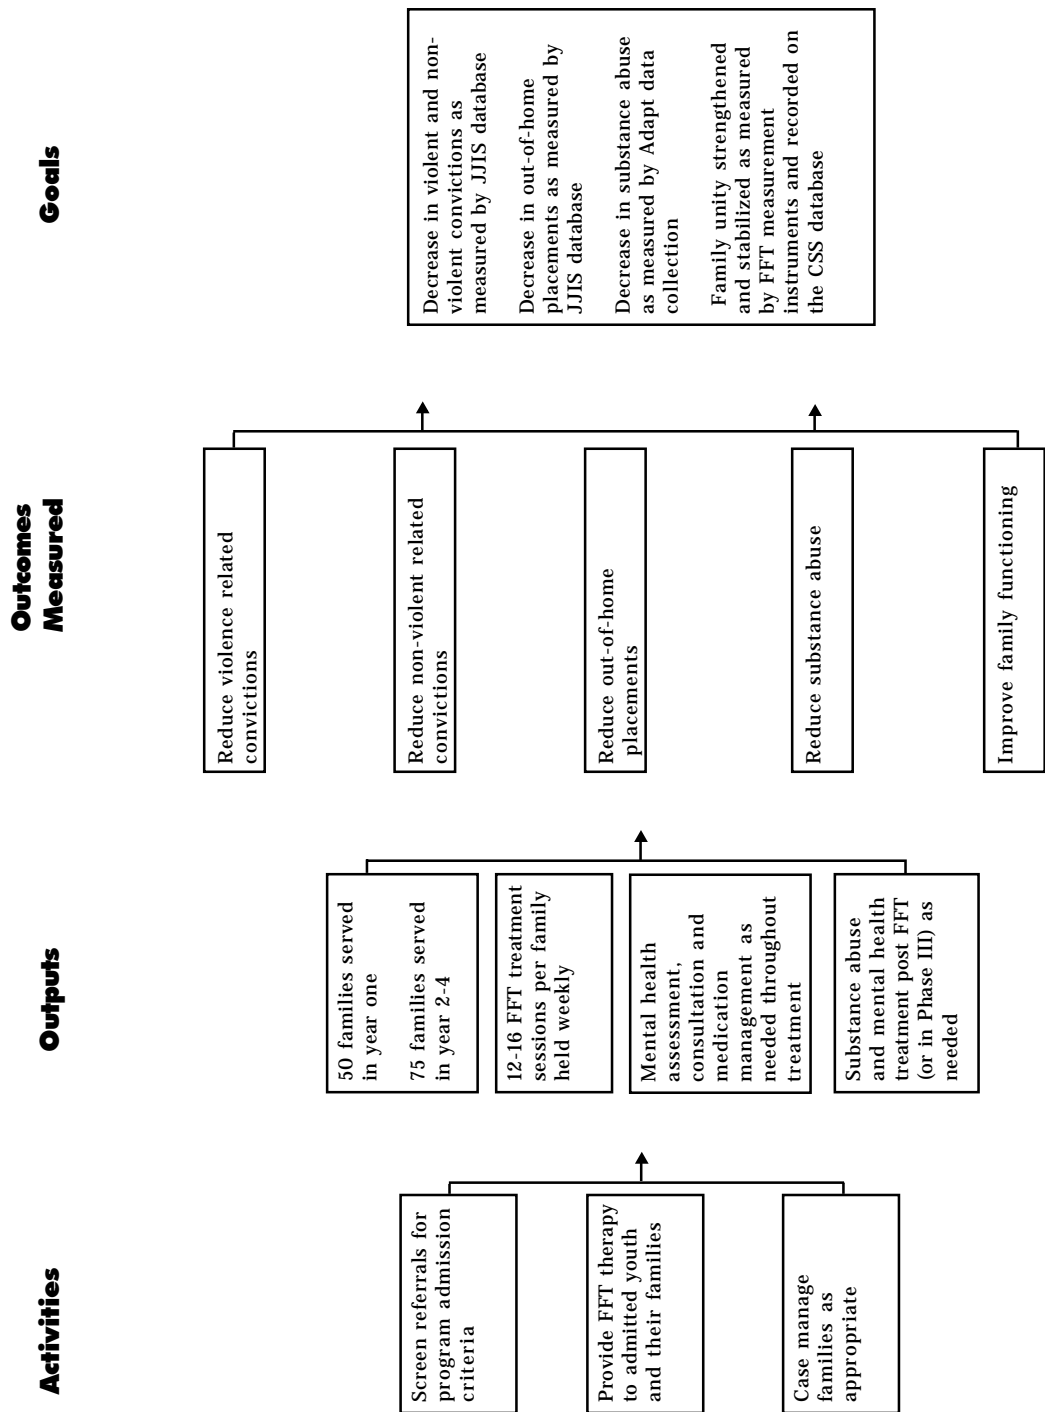 Activities
Screen referrals for
program admission
criteria
Provide FFT therapy
to admitted youth
and their families
Case manage
families as
appropriate
Outputs
50 families served
in year one
75 families served
in year 2-4
12-16 FFT treatment
sessions per family
held weekly
Mental health
assessment,
consultation and
medication
management as
needed throughout
treatment
Substance abuse
and mental health
treatment post FFT
(or in Phase III) as
needed
Outcomes
Measured
Reduce violence related
convictions
Reduce non-violent related
convictions
Reduce out-of-home
placements
Reduce substance abuse
Improve family functioning
Goals
Decrease in violent and non-
violent convictions as
measured by JJIS database
Decrease in out-of-home
placements as measured by
JJIS database
Decrease in substance abuse
as measured by Adapt data
collection
Family unity strengthened
and stabilized as measured
by FFT measurement
instruments and recorded on
the CSS database